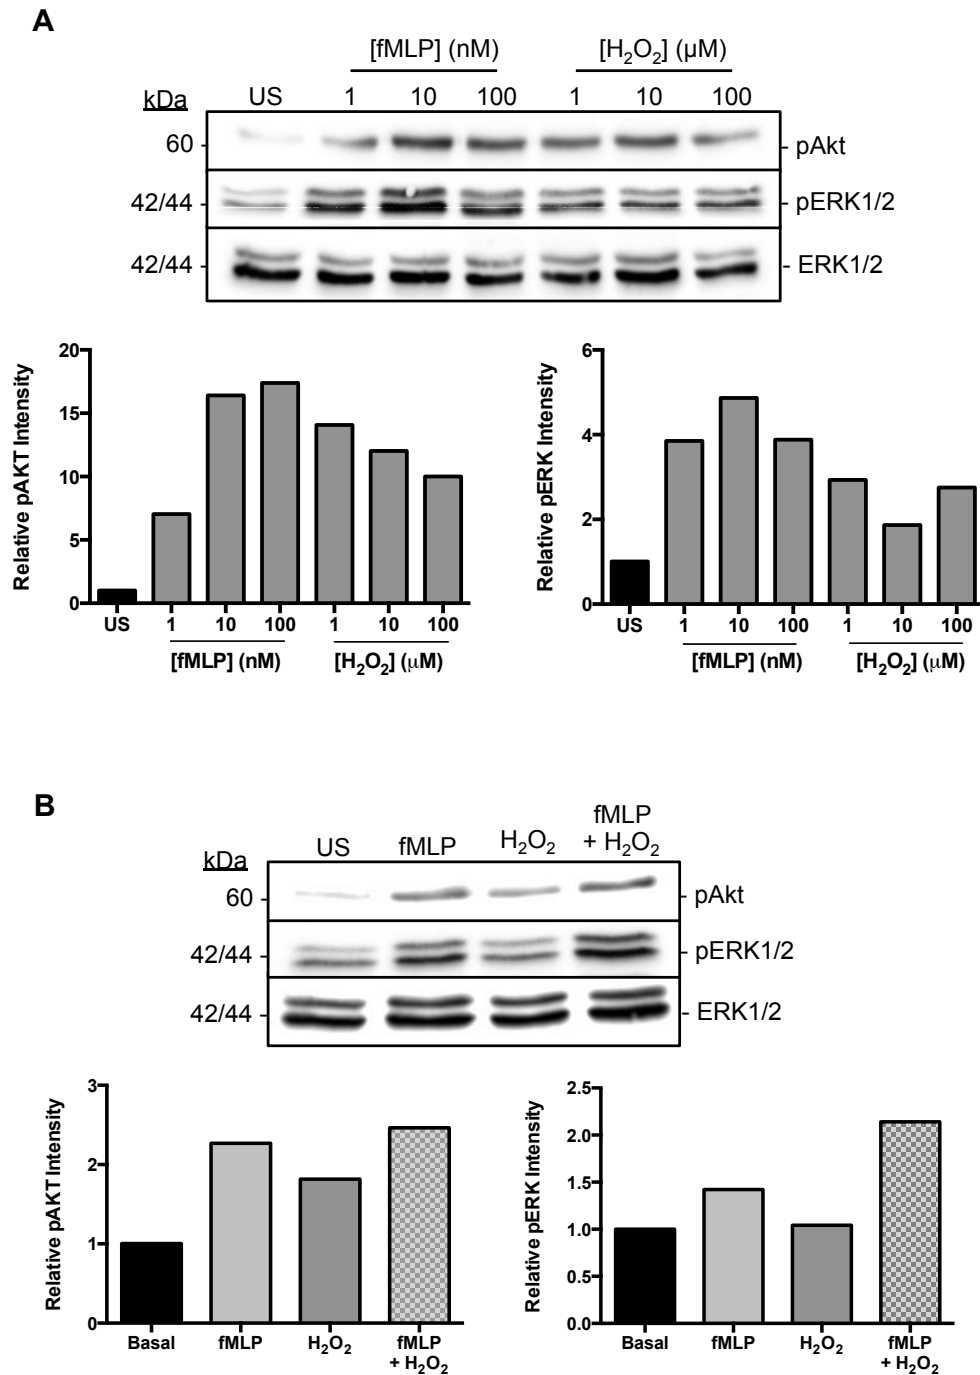 A
[fMLP] (nM) [H₂O₂] (µM)
kDa US 1 10 100 1 10 100
60 - - pAkt
42/44 - - pERK1/2
42/44 - - ERK1/2
Relative pAKT Intensity
20
15
10
5
0
US 1 10 100 1 10 100
[fMLP] (nM) [H₂O₂] (µM)
Relative pERK Intensity
6
4
2
0
US 1 10 100 1 10 100
[fMLP] (nM) [H₂O₂] (µM)
B
kDa US fMLP H₂O₂ fMLP
+ H₂O₂
60 - - pAkt
42/44 - - pERK1/2
42/44 - - ERK1/2
Relative pAKT Intensity
3
2
1
0
Basal fMLP H₂O₂ fMLP
+ H₂O₂
Relative pERK Intensity
2.5
2.0
1.5
1.0
0.5
0.0
Basal fMLP H₂O₂ fMLP
+ H₂O₂